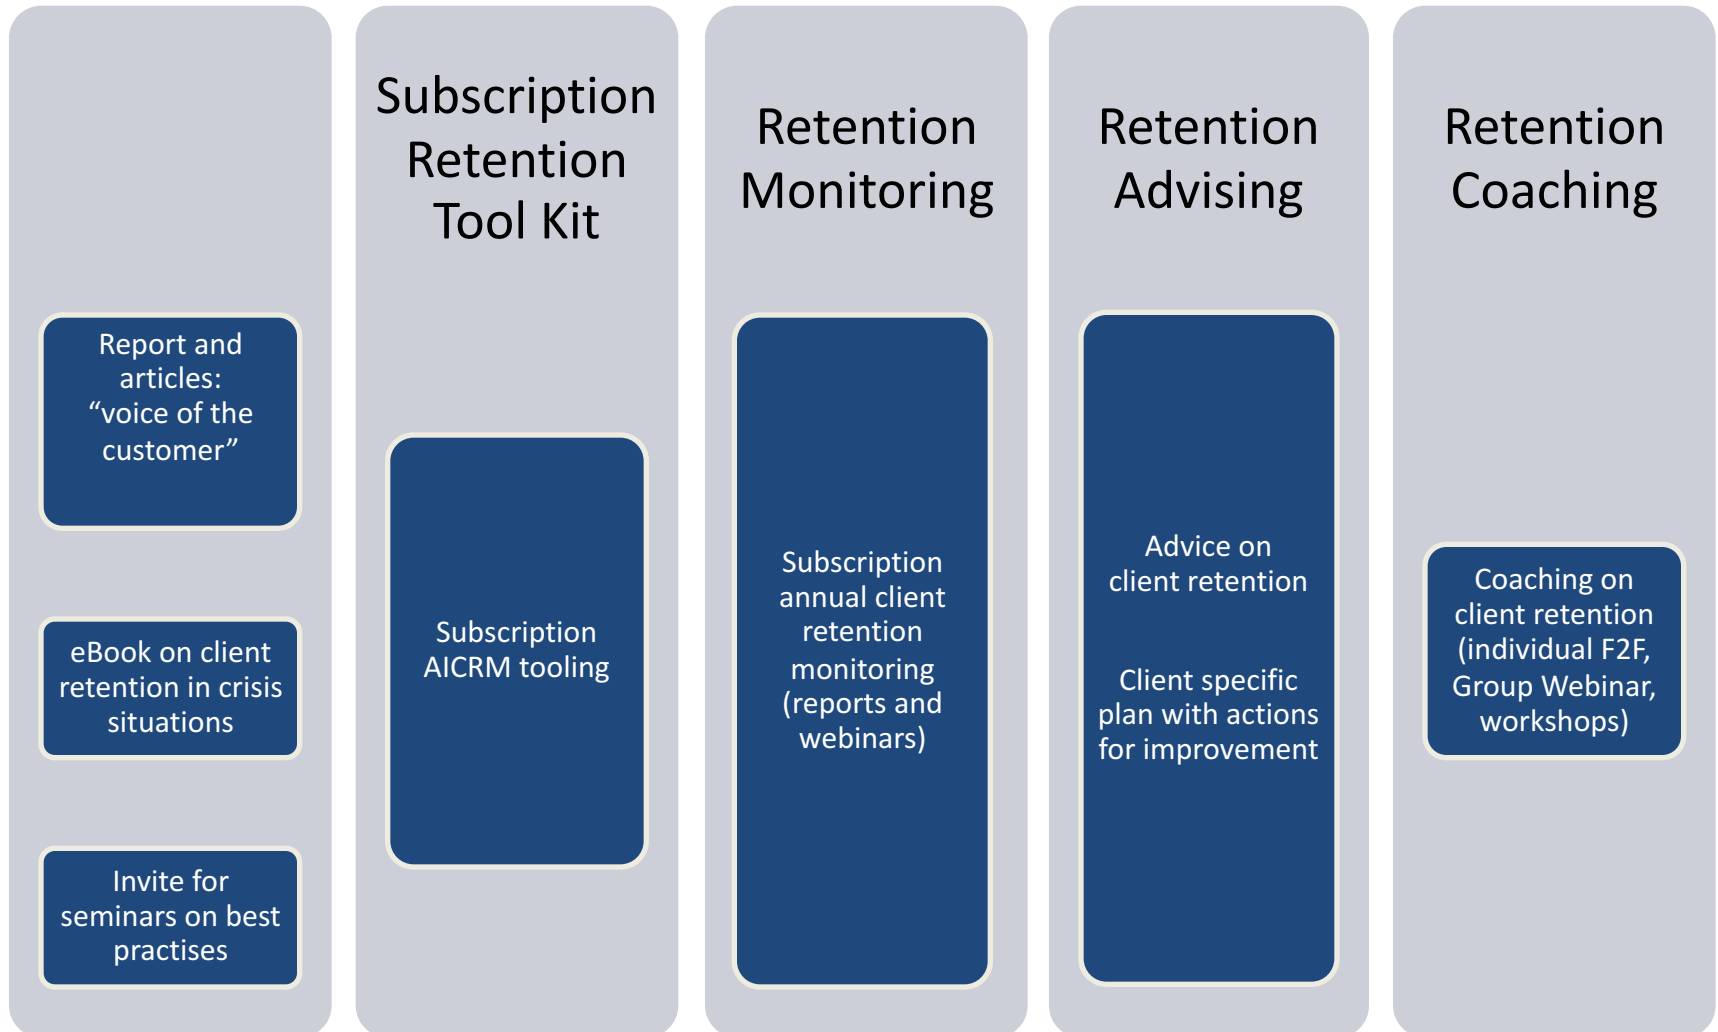 Report and
articles:
“voice of the
customer”
eBook on client
retention in crisis
situations
Invite for
seminars on best
practises
Subscription
Retention
Tool Kit
Subscription
AICRM tooling
Retention
Monitoring
Subscription
annual client
retention
monitoring
(reports and
webinars)
Retention
Advising
Advice on
client retention
Client specific
plan with actions
for improvement
Retention
Coaching
Coaching on
client retention
(individual F2F,
Group Webinar,
workshops)